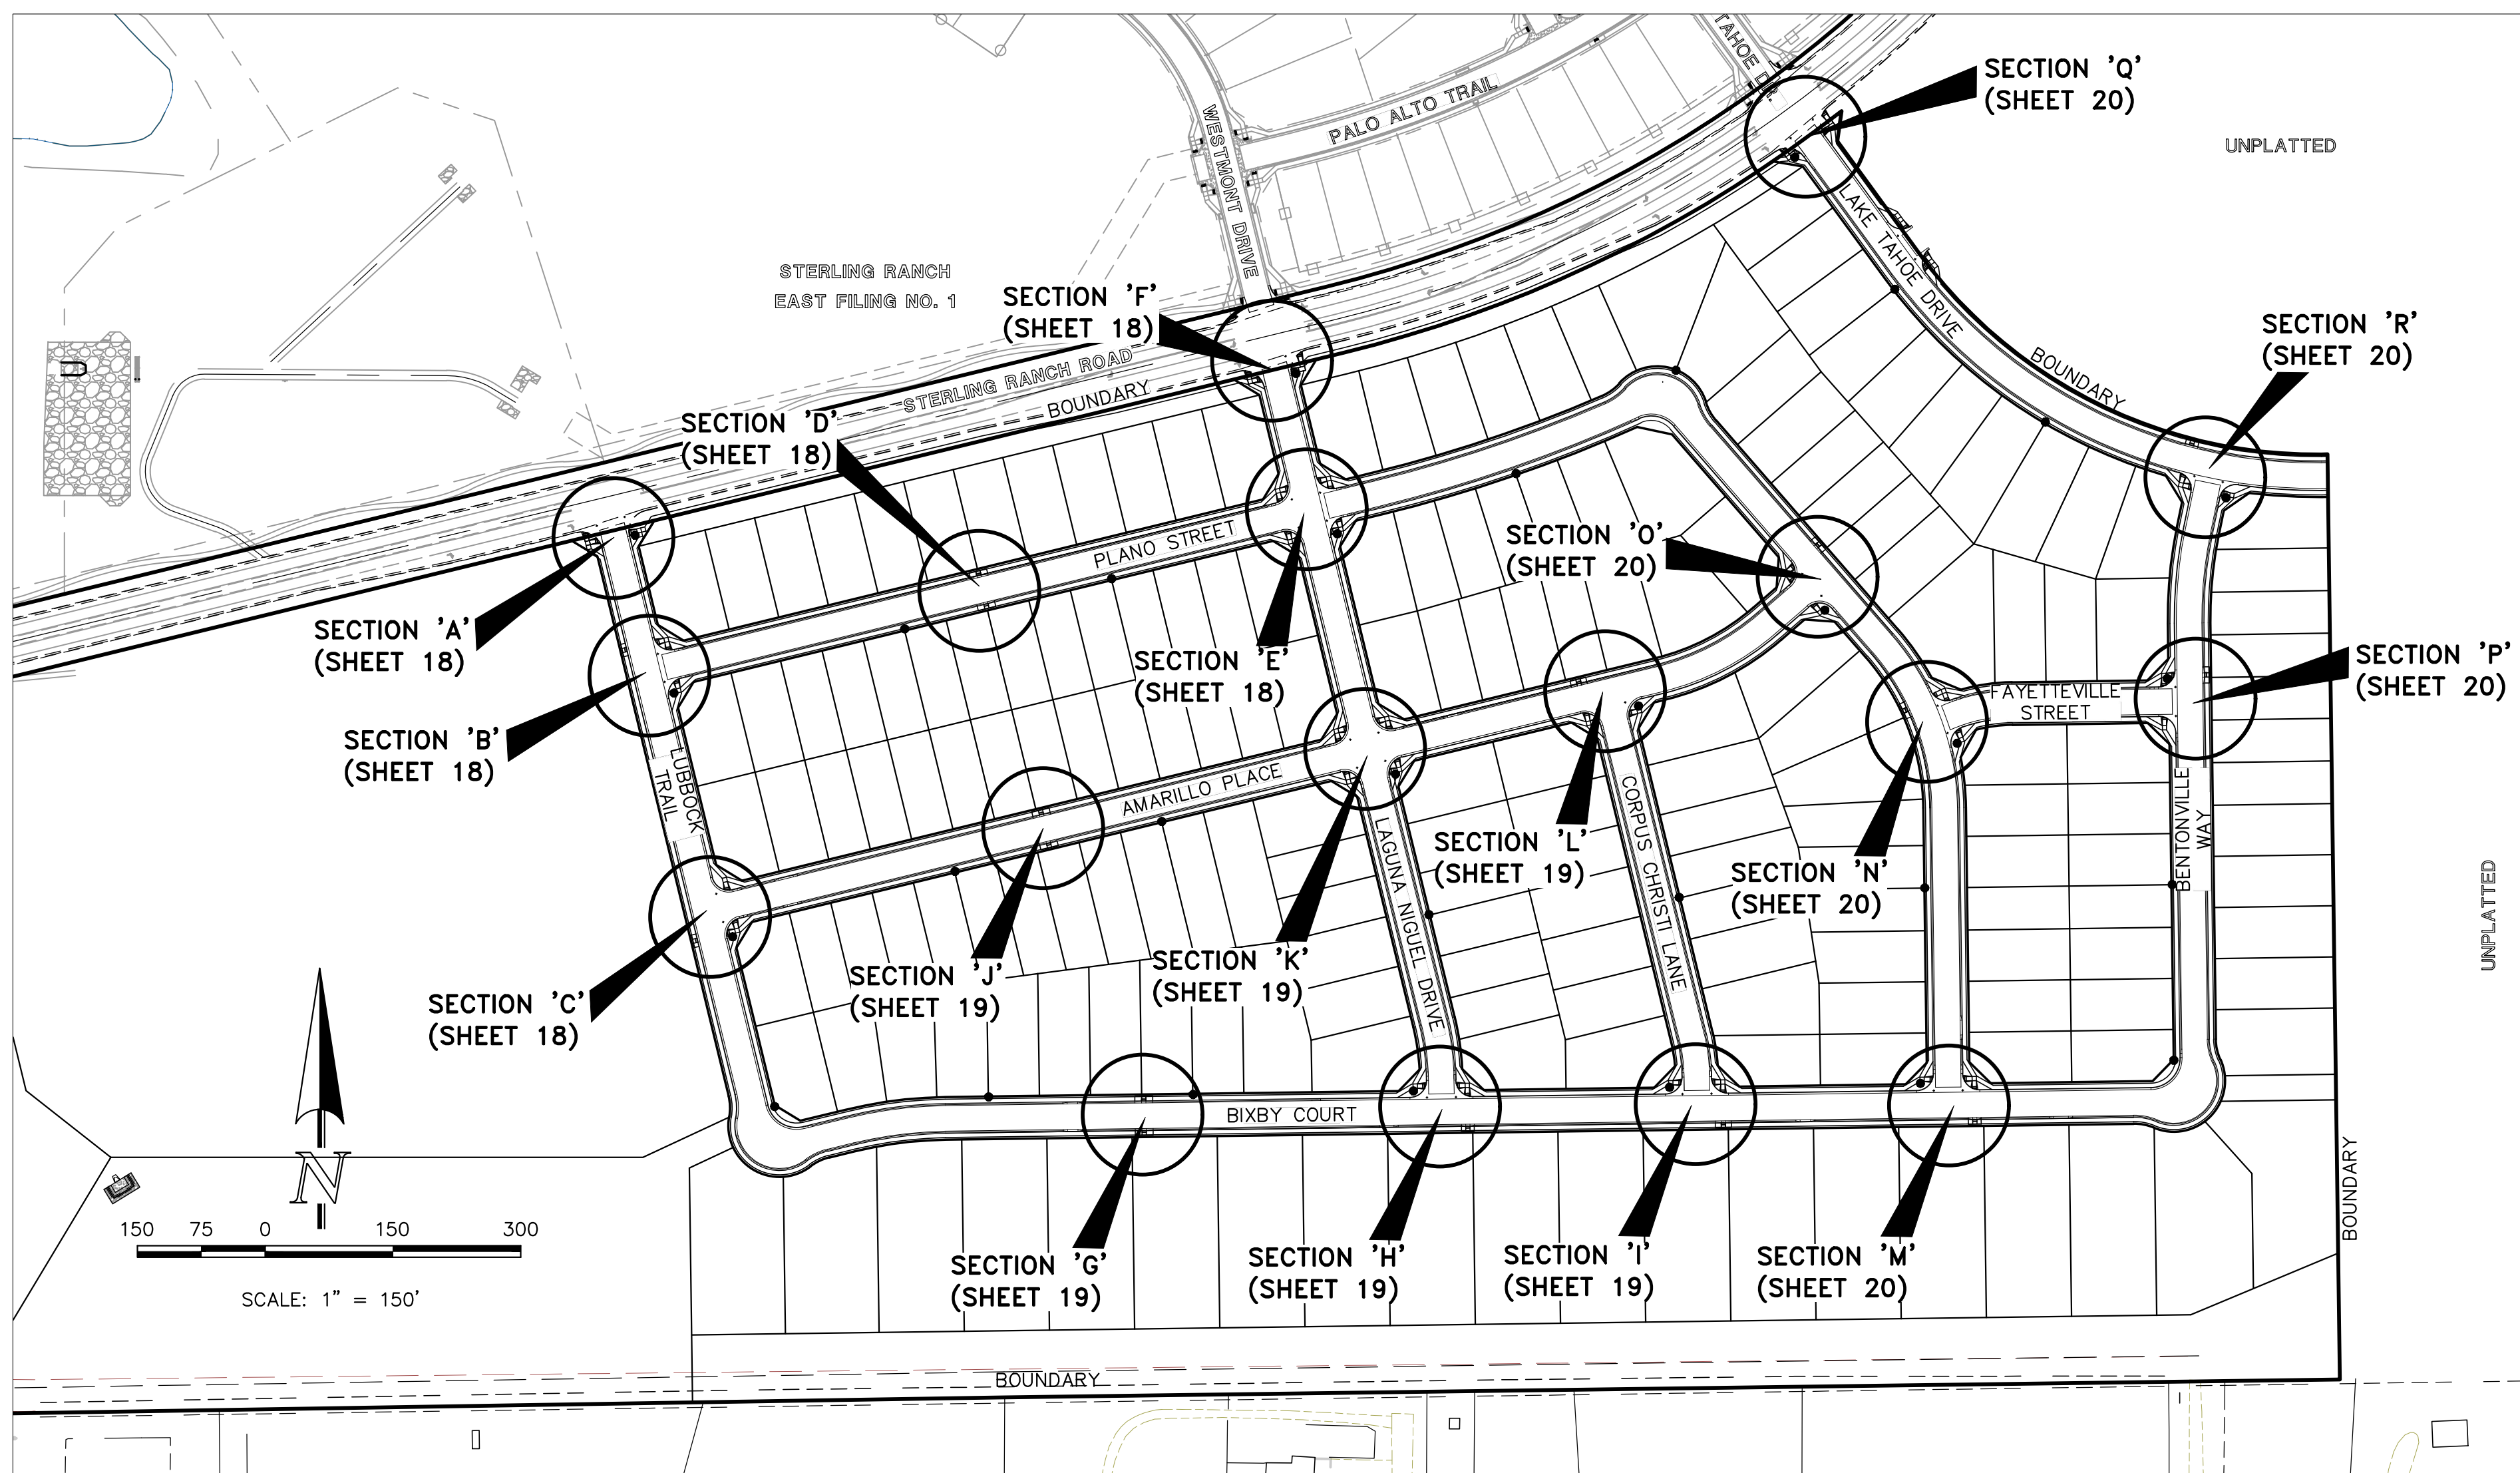 TAHOE D
SECTION 'Q'
(SHEET 20)
PALO ALTO TRAIL
WESTMONT DRIVE
UNPLATTED
LAKE TAHOE DRIVE
STERLING RANCH
EAST FILING NO. 1
SECTION 'F'
(SHEET 18)
SECTION 'R'
(SHEET 20)
BOUNDARY
STERLING RANCH ROAD
BOUNDARY
SECTION 'D'
(SHEET 18)
PLANO STREET
SECTION 'O'
(SHEET 20)
SECTION 'A'
(SHEET 18)
SECTION 'E'
(SHEET 18)
SECTION 'P'
(SHEET 20)
FAYETTEVILLE
STREET
SECTION 'B'
(SHEET 18)
LUBBOCK
TRAIL
AMARILLO PLACE
CORPUS CHRISTI LANE
BENTONVILLE
WAY
SECTION 'L'
(SHEET 19)
LAGUNA NIGUEL DRIVE
SECTION 'N'
(SHEET 20)
UNPLATTED
SECTION 'J'
(SHEET 19)
SECTION 'K'
(SHEET 19)
SECTION 'C'
(SHEET 18)
BIXBY COURT
N
BOUNDARY
150 75 0 150 300
SCALE: 1" = 150'
SECTION 'G'
(SHEET 19)
SECTION 'H'
(SHEET 19)
SECTION 'I'
(SHEET 19)
SECTION 'M'
(SHEET 20)
BOUNDARY